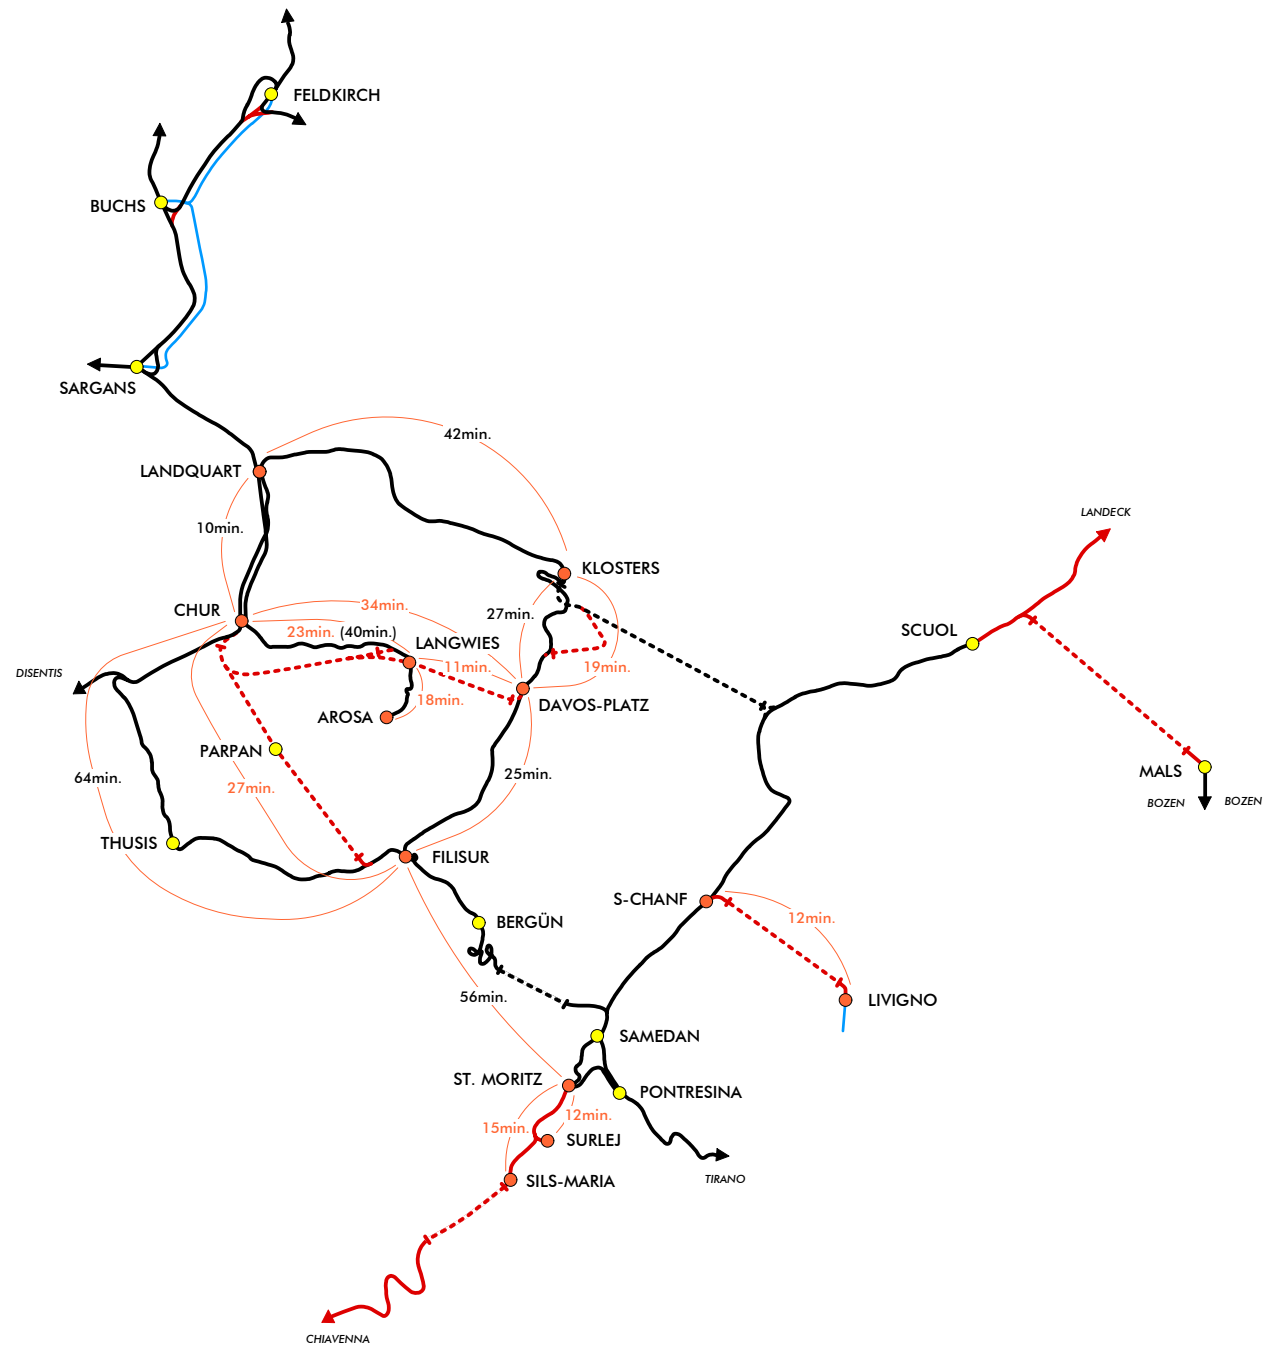 FELDKIRCH
BUCHS
SARGANS
42min.
LANDQUART
LANDECK
10min.
KLOSTERS
34min.
CHUR
27min.
23min. (40min.)
SCUOL
LANGWIES
11min.
19min.
DISENTIS
18min.
DAVOS-PLATZ
AROSA
PARPAN
MALS
25min.
64min.
27min.
BOZEN
BOZEN
THUSIS
FILISUR
S-CHANF
12min.
BERGÜN
56min.
LIVIGNO
SAMEDAN
ST. MORITZ
PONTRESINA
12min.
15min.
SURLEJ
TIRANO
SILS-MARIA
CHIAVENNA